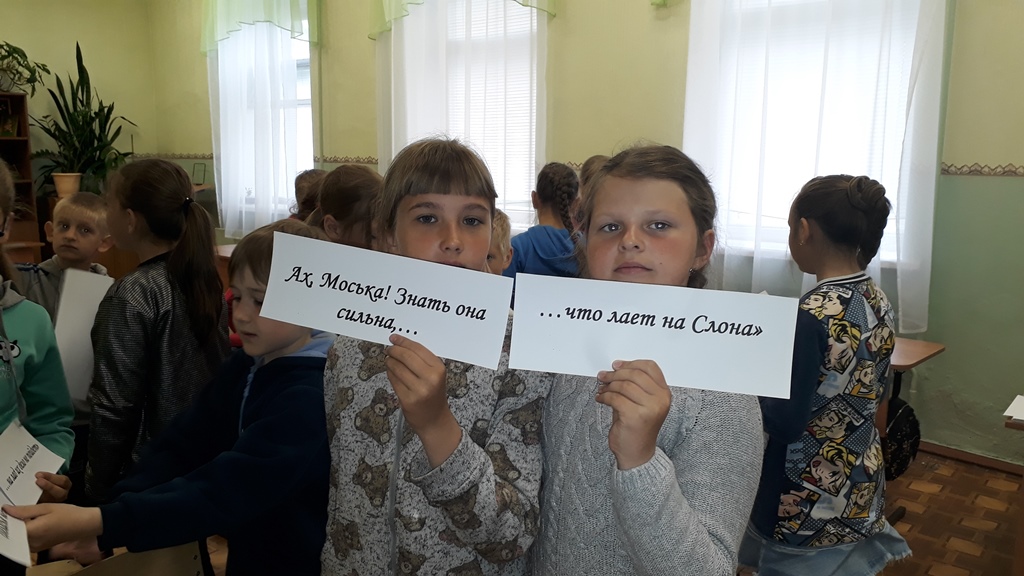 Ах, Моська! Знать она
сильна,…
…что лает на Слона»